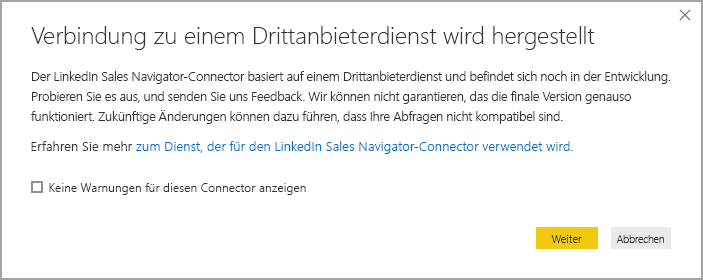 Verbindung zu einem Drittanbieterdienst wird hergestellt
Der LinkedIn Sales Navigator-Connector basiert auf einem Drittanbieterdienst und befindet sich noch in der Entwicklung.
Probieren Sie es aus, und senden Sie uns Feedback. Wir können nicht garantieren, das die finale Version genauso
funktioniert. Zukünftige Änderungen können dazu führen, dass Ihre Abfragen nicht kompatibel sind.
Erfahren Sie mehr zum Dienst, der für den LinkedIn Sales Navigator-Connector verwendet wird.
Keine Warnungen für diesen Connector anzeigen
Weiter Abbrechen